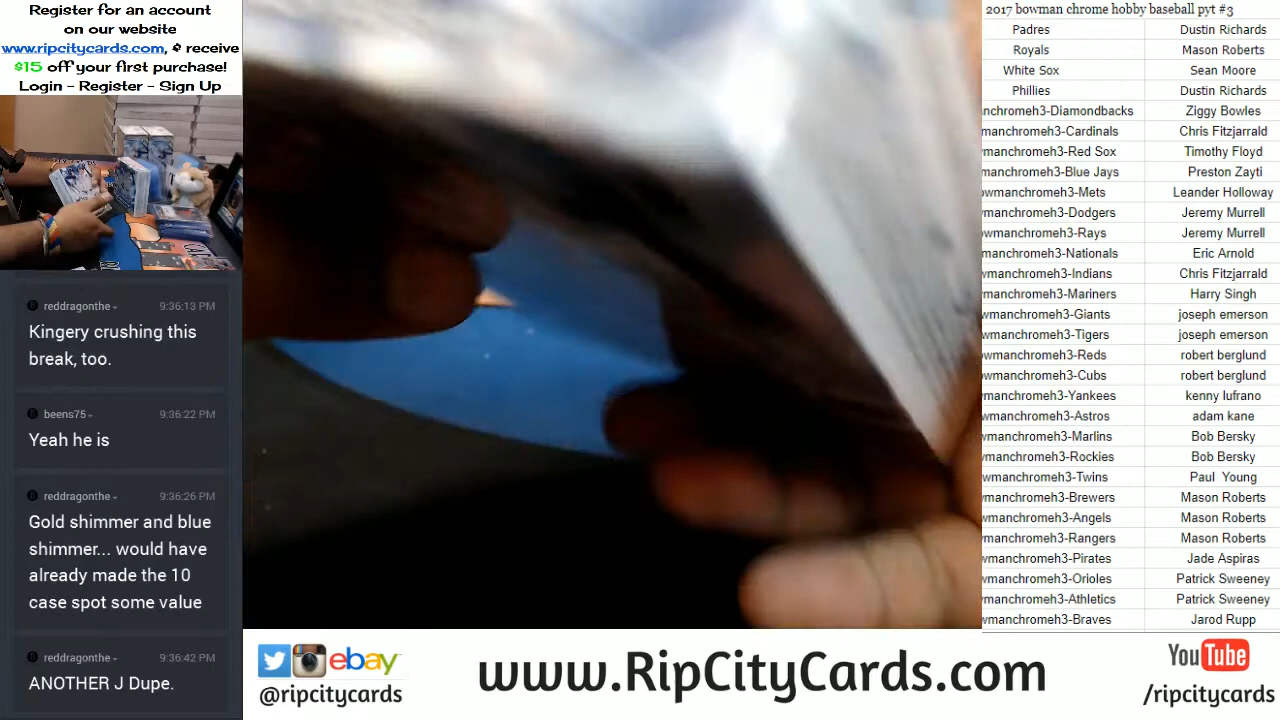 Register for an account
on our website
www.ripcitycards.com, & receive
$15 off your first purchase!
Login - Register - Sign Up
reddragonthe 9:36:13 PM
Kingery crushing this
break, too.
beens75 9:36:22 PM
Yeah he is
reddragonthe 9:36:26 PM
Gold shimmer and blue
shimmer... would have
already made the 10
case spot some value
reddragonthe 9:36:42 PM
ANOTHER J Dupe.
2017 bowman chrome hobby baseball pyt #3
Padres Dustin Richards
Royals Mason Roberts
White Sox Sean Moore
Phillies Dustin Richards
nchromeh3-Diamondbacks Ziggy Bowles
manchromeh3-Cardinals Chris Fitzjarrald
manchromeh3-Red Sox Timothy Floyd
manchromeh3-Blue Jays Preston Zayti
owmanchromeh3-Mets Leander Holloway
wmanchromeh3-Dodgers Jeremy Murrell
owmanchromeh3-Rays Jeremy Murrell
manchromeh3-Nationals Eric Arnold
wmanchromeh3-Indians Chris Fitzjarrald
manchromeh3-Mariners Harry Singh
wmanchromeh3-Giants joseph emerson
wmanchromeh3-Tigers joseph emerson
owmanchromeh3-Reds robert berglund
owmanchromeh3-Cubs robert berglund
wmanchromeh3-Yankees kenny lufrano
wmanchromeh3-Astros adam kane
wmanchromeh3-Marlins Bob Bersky
wmanchromeh3-Rockies Bob Bersky
wmanchromeh3-Twins Paul Young
wmanchromeh3-Brewers Mason Roberts
wmanchromeh3-Angels Mason Roberts
wmanchromeh3-Rangers Mason Roberts
wmanchromeh3-Pirates Jade Aspiras
wmanchromeh3-Orioles Patrick Sweeney
wmanchromeh3-Athletics Patrick Sweeney
wmanchromeh3-Braves Jarod Rupp
ebay
@ripcitycards
www.RipCityCards.com
YouTube
/ripcitycards